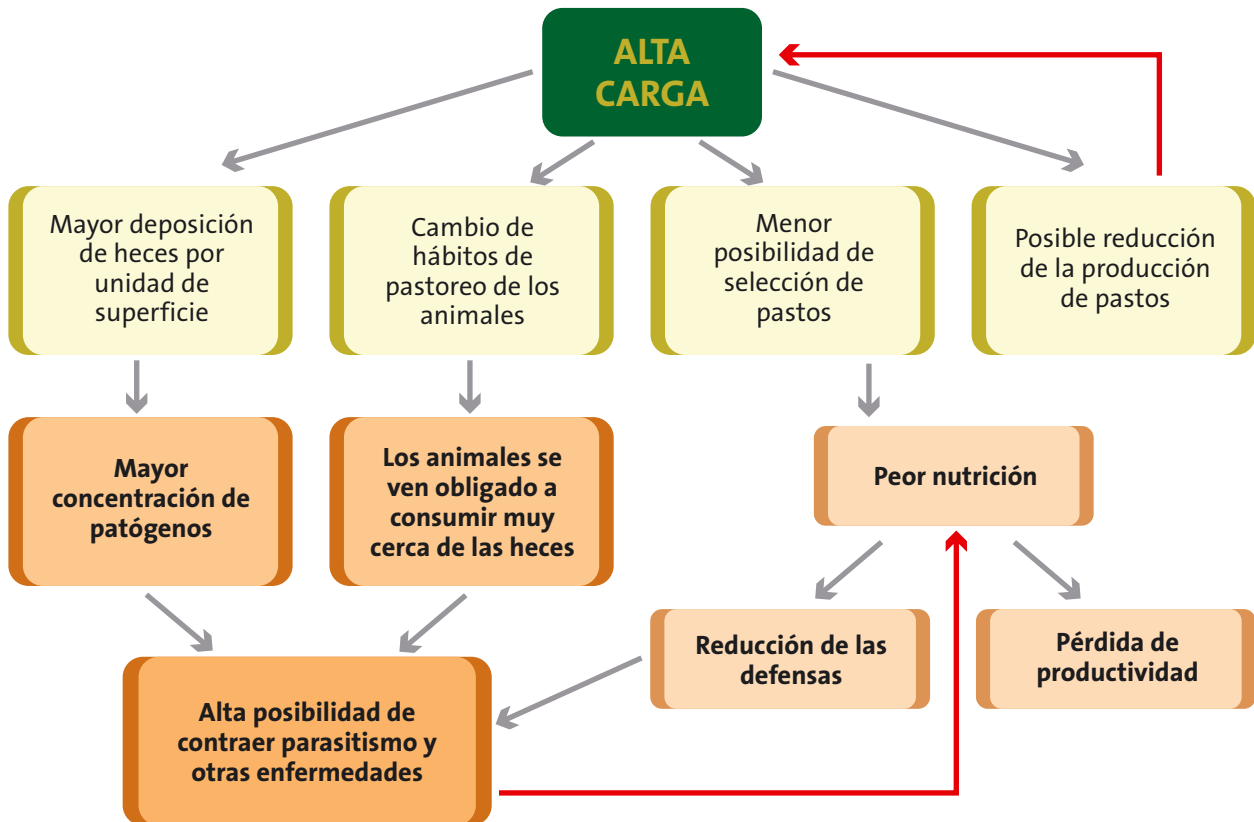 ALTA
CARGA
Mayor deposición
de heces por
unidad de
superficie
Cambio de
hábitos de
pastoreo de los
animales
Menor
posibilidad de
selección de
pastos
Posible reducción
de la producción
de pastos
Mayor
concentración de
patógenos
Los animales se
ven obligado a
consumir muy
cerca de las heces
Peor nutrición
Reducción de las
defensas
Pérdida de
productividad
Alta posibilidad de
contraer parasitismo y
otras enfermedades